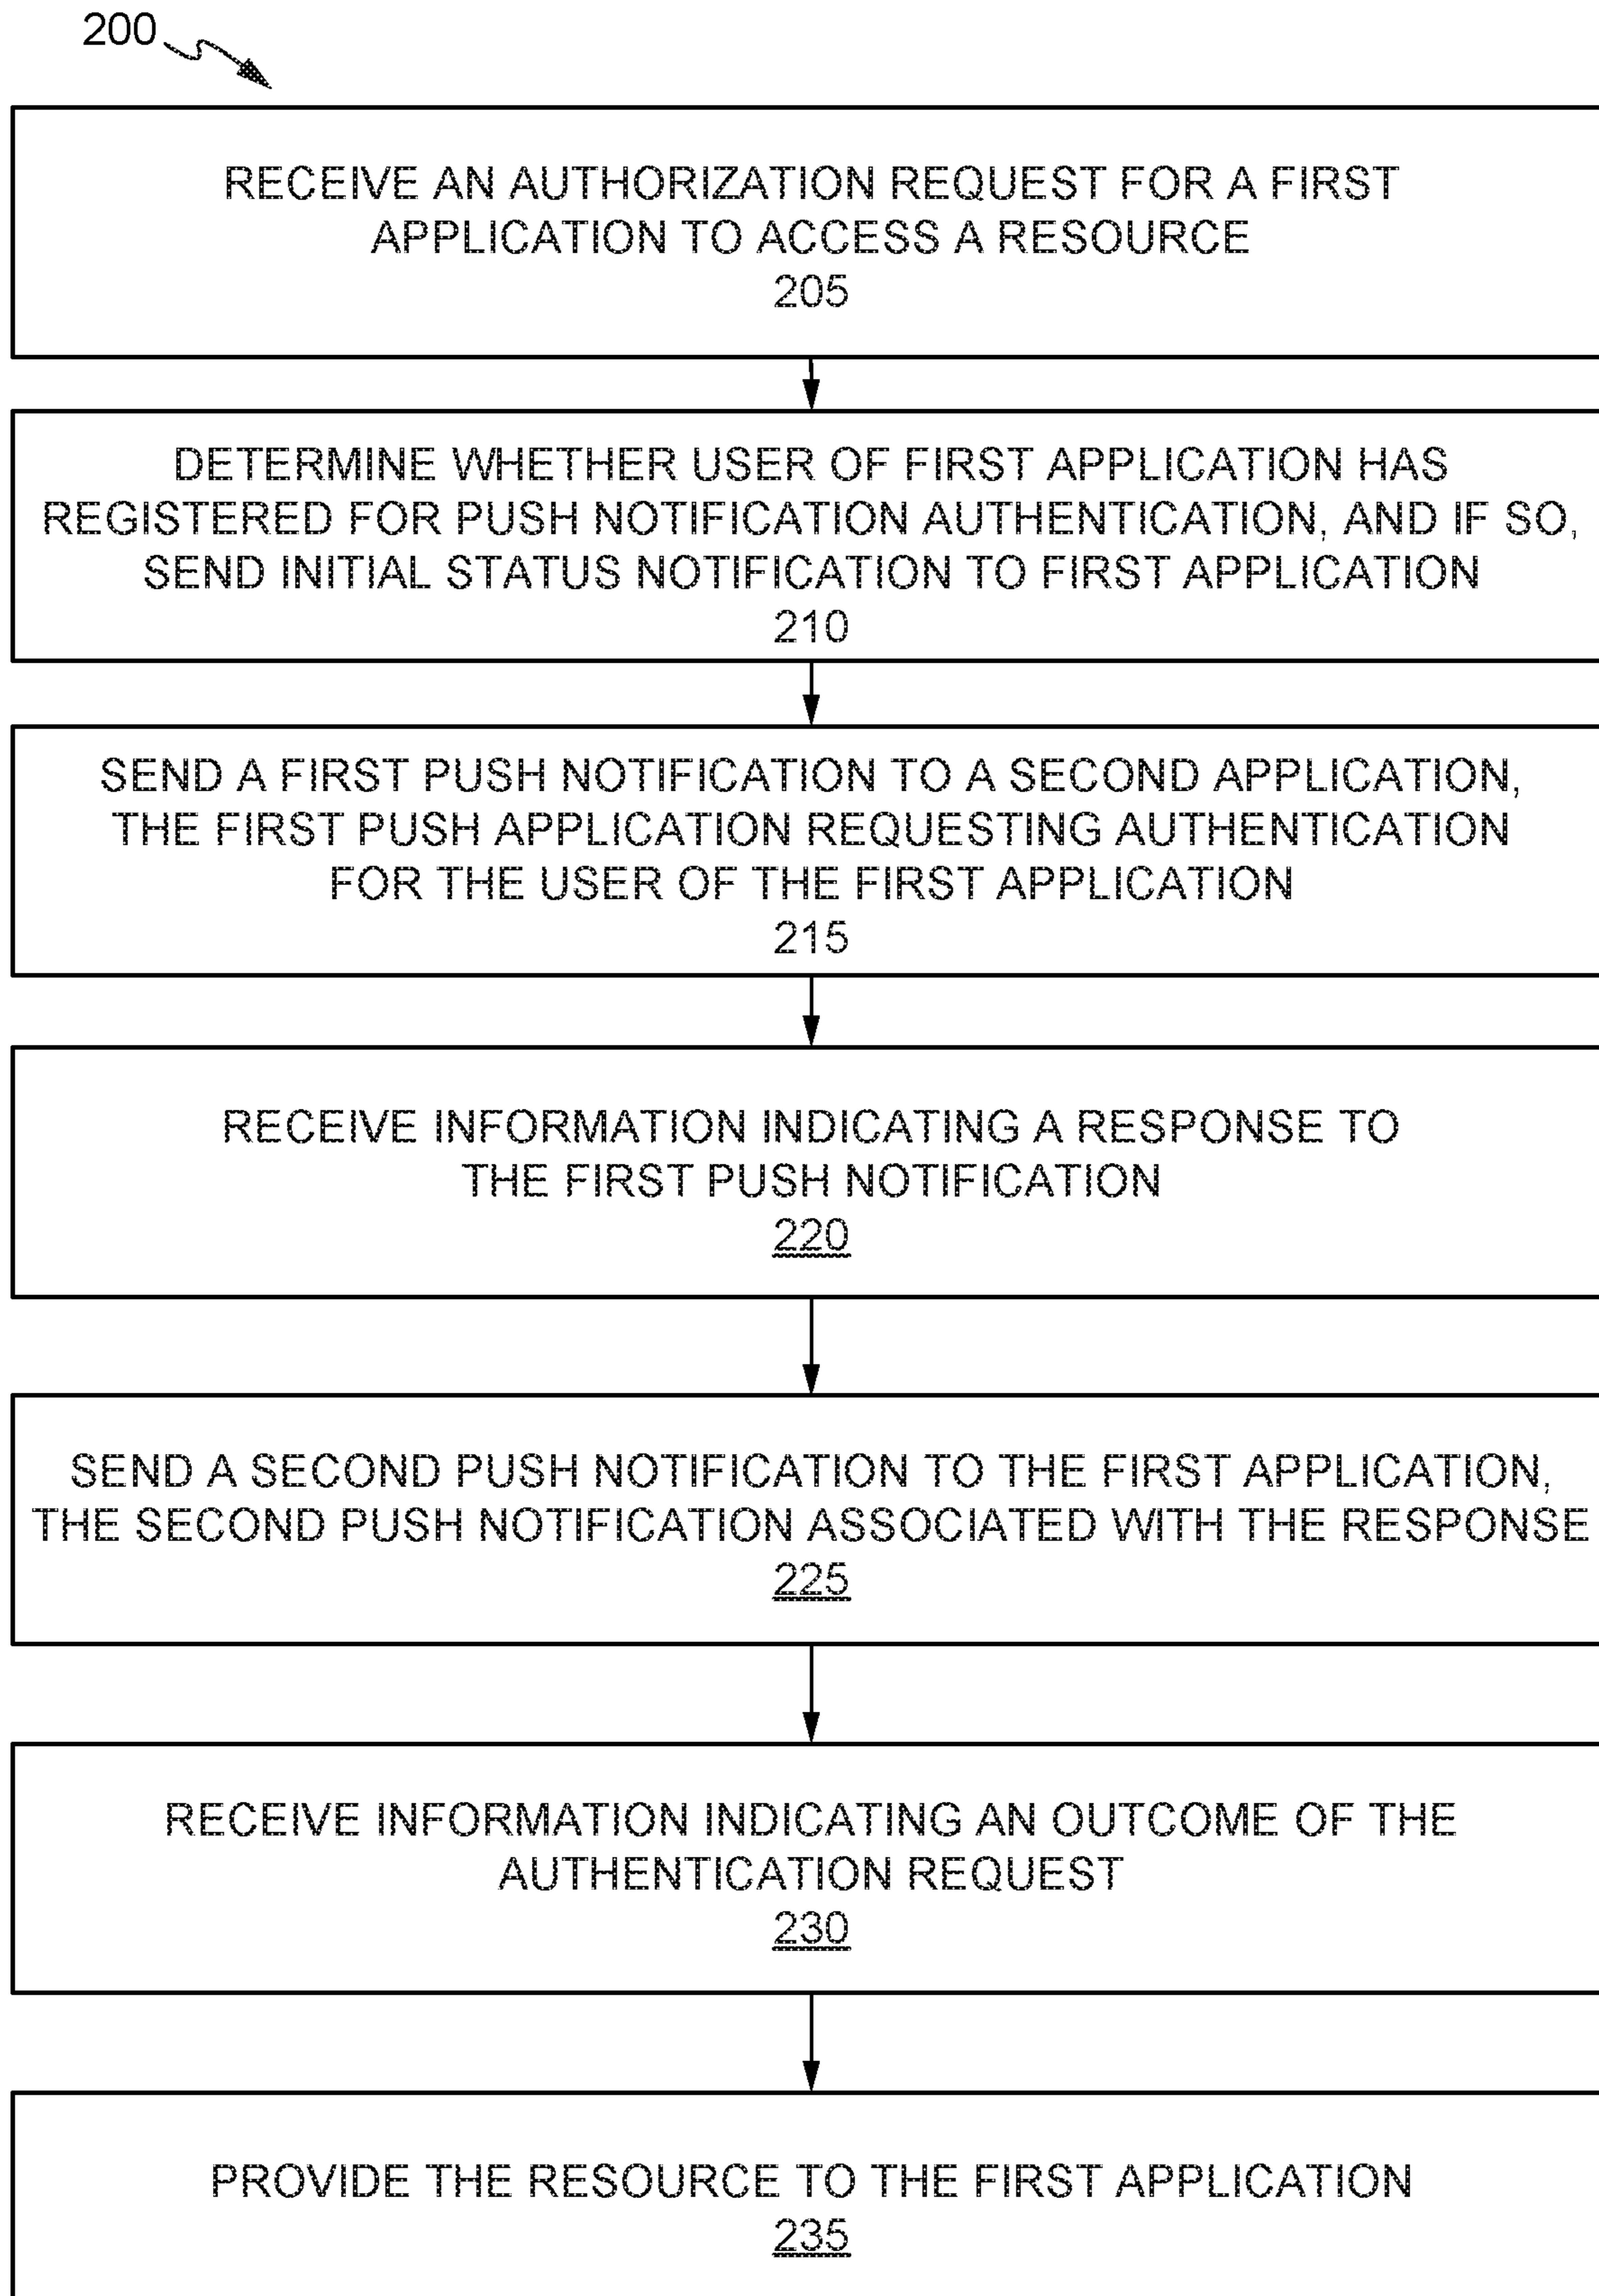 200
RECEIVE AN AUTHORIZATION REQUEST FOR A FIRST
APPLICATION TO ACCESS A RESOURCE
205
DETERMINE WHETHER USER OF FIRST APPLICATION HAS
REGISTERED FOR PUSH NOTIFICATION AUTHENTICATION, AND IF SO,
SEND INITIAL STATUS NOTIFICATION TO FIRST APPLICATION
210
SEND A FIRST PUSH NOTIFICATION TO A SECOND APPLICATION,
THE FIRST PUSH APPLICATION REQUESTING AUTHENTICATION
FOR THE USER OF THE FIRST APPLICATION
215
RECEIVE INFORMATION INDICATING A RESPONSE TO
THE FIRST PUSH NOTIFICATION
220
SEND A SECOND PUSH NOTIFICATION TO THE FIRST APPLICATION,
THE SECOND PUSH NOTIFICATION ASSOCIATED WITH THE RESPONSE
225
RECEIVE INFORMATION INDICATING AN OUTCOME OF THE
AUTHENTICATION REQUEST
230
PROVIDE THE RESOURCE TO THE FIRST APPLICATION
235